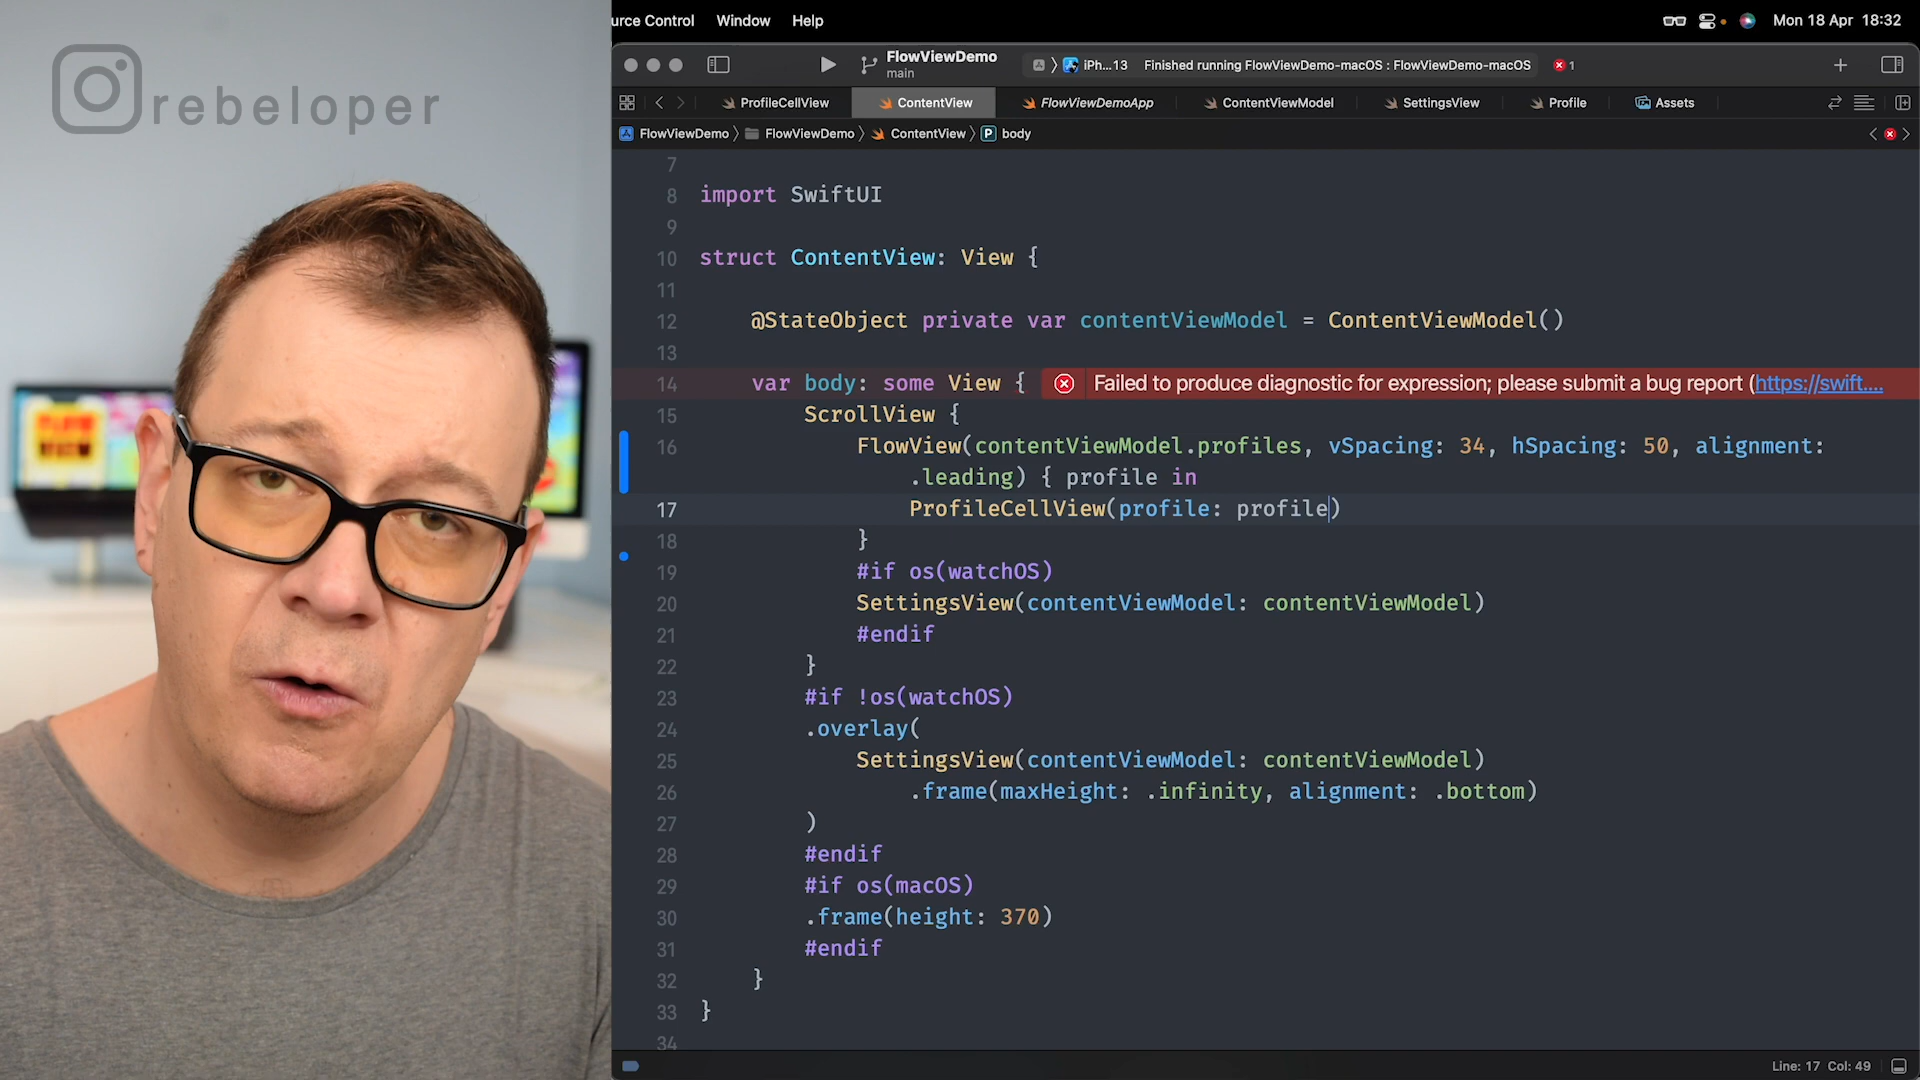 rebeloper
urce Control Window Help
Mon 18 Apr 18:32
FlowViewDemo
main
iPh...13 Finished running FlowViewDemo-macOS : FlowViewDemo-macOS 1
ProfileCellView ContentView FlowViewDemoApp ContentViewModel SettingsView Profile Assets
FlowViewDemo FlowViewDemo ContentView P body
7
8 import SwiftUI
9
10 struct ContentView: View {
11
12 @StateObject private var contentViewModel = ContentViewModel()
13
14 var body: some View { Failed to produce diagnostic for expression; please submit a bug report (https://swift....
15 ScrollView {
16 FlowView(contentViewModel.profiles, vSpacing: 34, hSpacing: 50, alignment:
.leading) { profile in
17 ProfileCellView(profile: profile)
18 }
19 #if os(watchOS)
20 SettingsView(contentViewModel: contentViewModel)
21 #endif
22 }
23 #if !os(watchOS)
24 .overlay(
25 SettingsView(contentViewModel: contentViewModel)
26 .frame(maxHeight: .infinity, alignment: .bottom)
27 )
28 #endif
29 #if os(macOS)
30 .frame(height: 370)
31 #endif
32 }
33 }
34
Line: 17 Col: 49